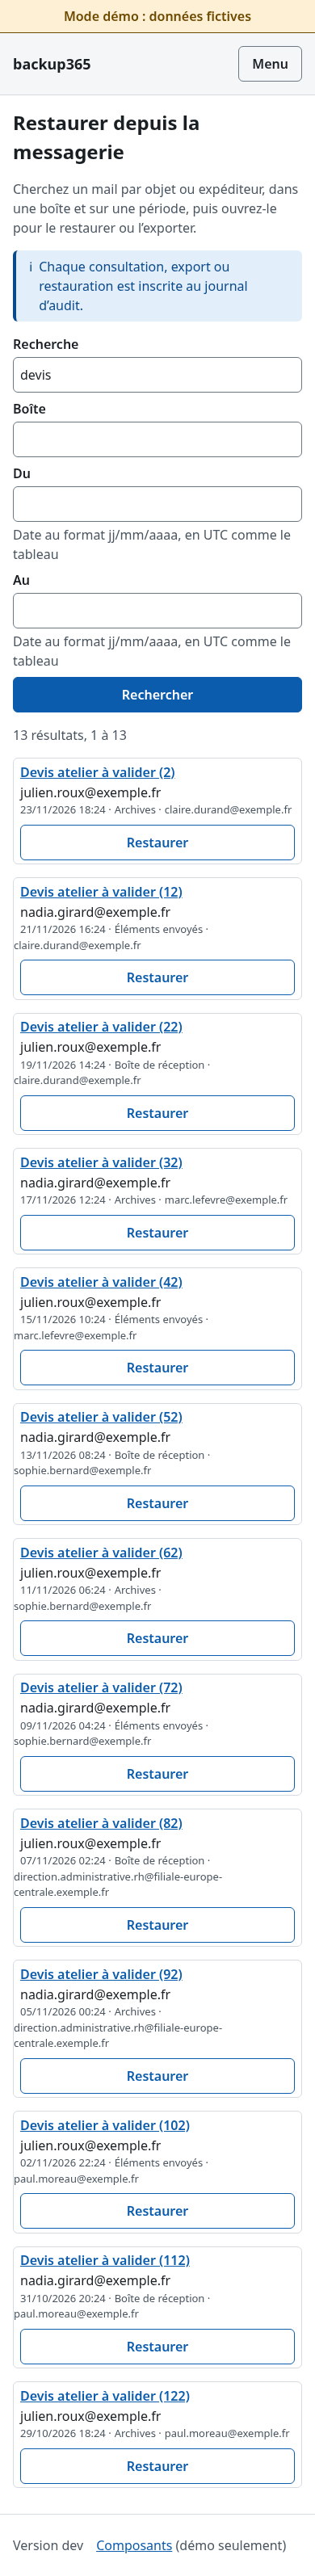 Mode démo : données fictives
backup365
Menu
Restaurer depuis la
messagerie
Cherchez un mail par objet ou expéditeur, dans
une boîte et sur une période, puis ouvrez-le
pour le restaurer ou l’exporter.
i Chaque consultation, export ou
restauration est inscrite au journal
d’audit.
Recherche
devis
Boîte
Du
Date au format jj/mm/aaaa, en UTC comme le
tableau
Au
Date au format jj/mm/aaaa, en UTC comme le
tableau
Rechercher
13 résultats, 1 à 13
Devis atelier à valider (2)
julien.roux@exemple.fr
23/11/2026 18:24 · Archives · claire.durand@exemple.fr
Restaurer
Devis atelier à valider (12)
nadia.girard@exemple.fr
21/11/2026 16:24 · Éléments envoyés ·
claire.durand@exemple.fr
Restaurer
Devis atelier à valider (22)
julien.roux@exemple.fr
19/11/2026 14:24 · Boîte de réception ·
claire.durand@exemple.fr
Restaurer
Devis atelier à valider (32)
nadia.girard@exemple.fr
17/11/2026 12:24 · Archives · marc.lefevre@exemple.fr
Restaurer
Devis atelier à valider (42)
julien.roux@exemple.fr
15/11/2026 10:24 · Éléments envoyés ·
marc.lefevre@exemple.fr
Restaurer
Devis atelier à valider (52)
nadia.girard@exemple.fr
13/11/2026 08:24 · Boîte de réception ·
sophie.bernard@exemple.fr
Restaurer
Devis atelier à valider (62)
julien.roux@exemple.fr
11/11/2026 06:24 · Archives ·
sophie.bernard@exemple.fr
Restaurer
Devis atelier à valider (72)
nadia.girard@exemple.fr
09/11/2026 04:24 · Éléments envoyés ·
sophie.bernard@exemple.fr
Restaurer
Devis atelier à valider (82)
julien.roux@exemple.fr
07/11/2026 02:24 · Boîte de réception ·
direction.administrative.rh@filiale-europe-
centrale.exemple.fr
Restaurer
Devis atelier à valider (92)
nadia.girard@exemple.fr
05/11/2026 00:24 · Archives ·
direction.administrative.rh@filiale-europe-
centrale.exemple.fr
Restaurer
Devis atelier à valider (102)
julien.roux@exemple.fr
02/11/2026 22:24 · Éléments envoyés ·
paul.moreau@exemple.fr
Restaurer
Devis atelier à valider (112)
nadia.girard@exemple.fr
31/10/2026 20:24 · Boîte de réception ·
paul.moreau@exemple.fr
Restaurer
Devis atelier à valider (122)
julien.roux@exemple.fr
29/10/2026 18:24 · Archives · paul.moreau@exemple.fr
Restaurer
Version dev Composants (démo seulement)